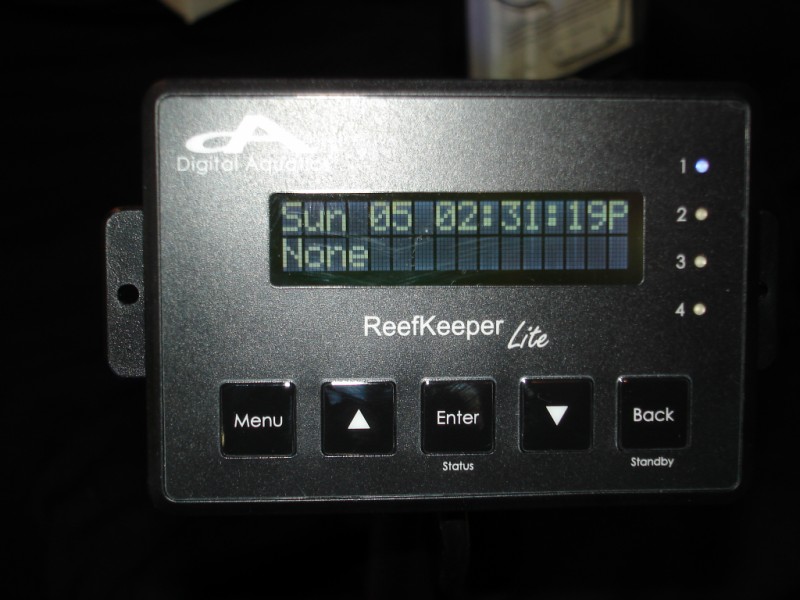 dA
Digital Aquatics
Sun 05 02:31:19P
None
1
2
3
4
ReefKeeper Lite
Menu
Enter
Back
Status
Standby